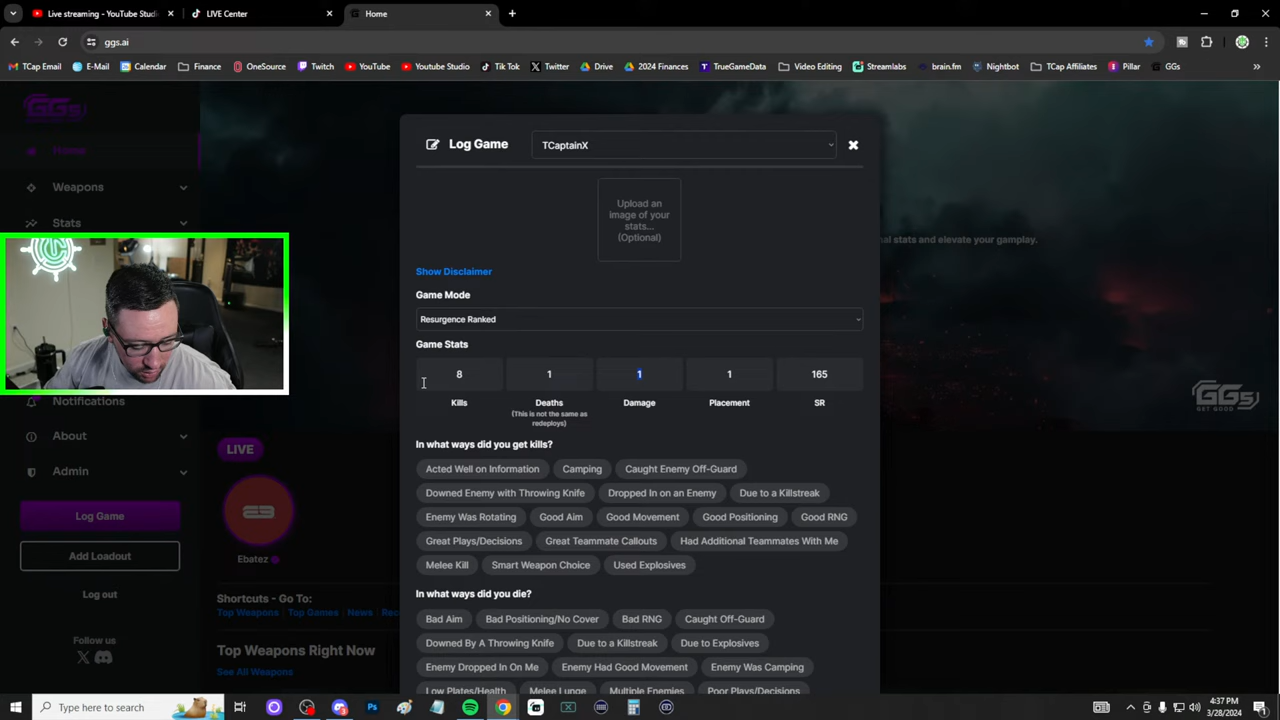 Live streaming - YouTube Studi
LIVE Center
Home
ggs.ai
TCap Email
E-Mail
Calendar
Finance
OneSource
Twitch
YouTube
Youtube Studio
Tik Tok
Twitter
Drive
2024 Finances
TrueGameData
Video Editing
Streamlabs
brain.fm
Nightbot
TCap Affiliates
Pillar
GGs
GGs
Home
Weapons
Stats
Notifications
About
Admin
Log Game
Add Loadout
Log out
Follow us
Log Game
TCaptainX
Upload an
image of your
stats...
(Optional)
Show Disclaimer
Game Mode
Resurgence Ranked
Game Stats
8 1 1 1 165
Kills Deaths Damage Placement SR
(This is not the same as
redeploys)
In what ways did you get kills?
Acted Well on Information Camping Caught Enemy Off-Guard
Downed Enemy with Throwing Knife Dropped In on an Enemy Due to a Killstreak
Enemy Was Rotating Good Aim Good Movement Good Positioning Good RNG
Great Plays/Decisions Great Teammate Callouts Had Additional Teammates With Me
Melee Kill Smart Weapon Choice Used Explosives
In what ways did you die?
Bad Aim Bad Positioning/No Cover Bad RNG Caught Off-Guard
Downed By A Throwing Knife Due to a Killstreak Due to Explosives
Enemy Dropped In On Me Enemy Had Good Movement Enemy Was Camping
Low Plates/Health Melee Lunge Multiple Enemies Poor Plays/Decisions
nal stats and elevate your gamplay.
GGs
GET GOOD
LIVE
Ebatez
Shortcuts - Go To:
Top Weapons Top Games News Rec
Top Weapons Right Now
See All Weapons
Type here to search
4:37 PM
3/28/2024